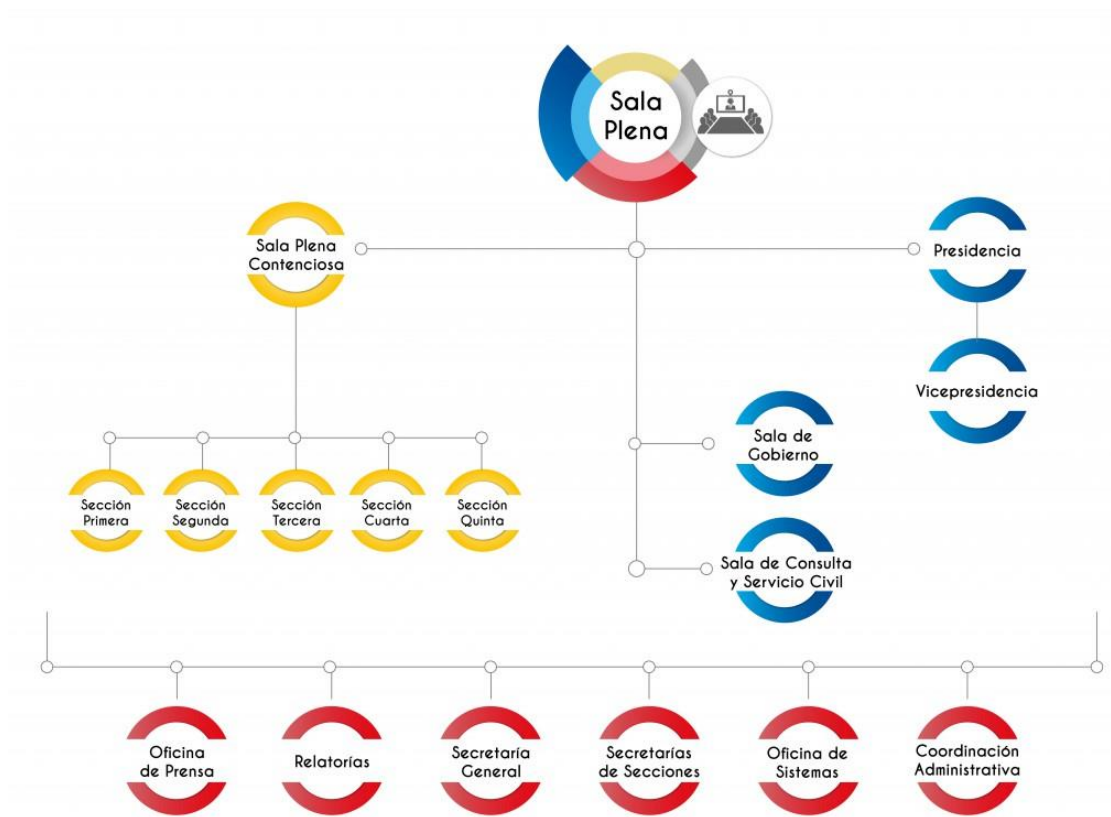 Sala
Plena
Sala Plena
Contenciosa
Presidencia
Vicepresidencia
Sala de
Gobierno
Sección
Primera
Sección
Segunda
Sección
Tercera
Sección
Cuarta
Sección
Quinta
Sala de Consulta
y Servicio Civil
Oficina
de Prensa
Relatorías
Secretaría
General
Secretarías
de Secciones
Oficina de
Sistemas
Coordinación
Administrativa